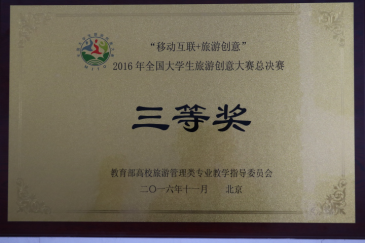 “移动互联+旅游创意”
2016年全国大学生旅游创意大赛总决赛
三等奖
教育部高校旅游管理类专业教学指导委员会
二〇一六年十一月 北京